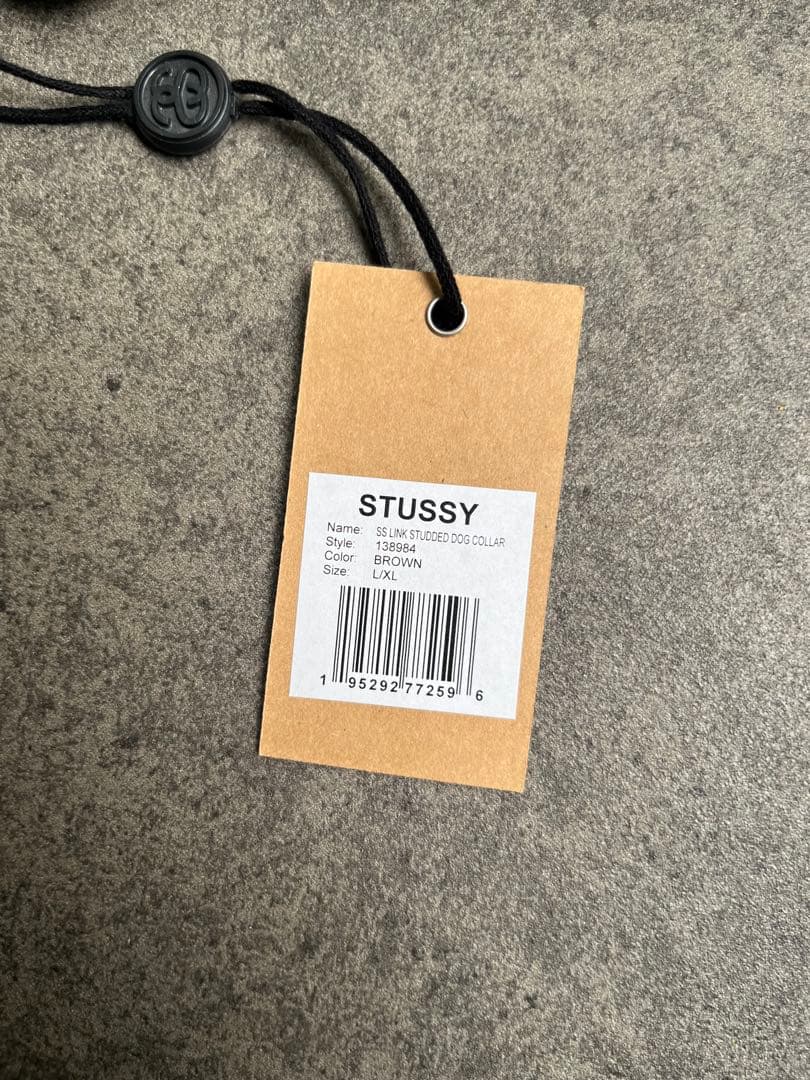 STUSSY
Name: SS LINK STUDDED DOG COLLAR
Style: 138984
Color: BROWN
Size: L/XL
1 95292 77259 6